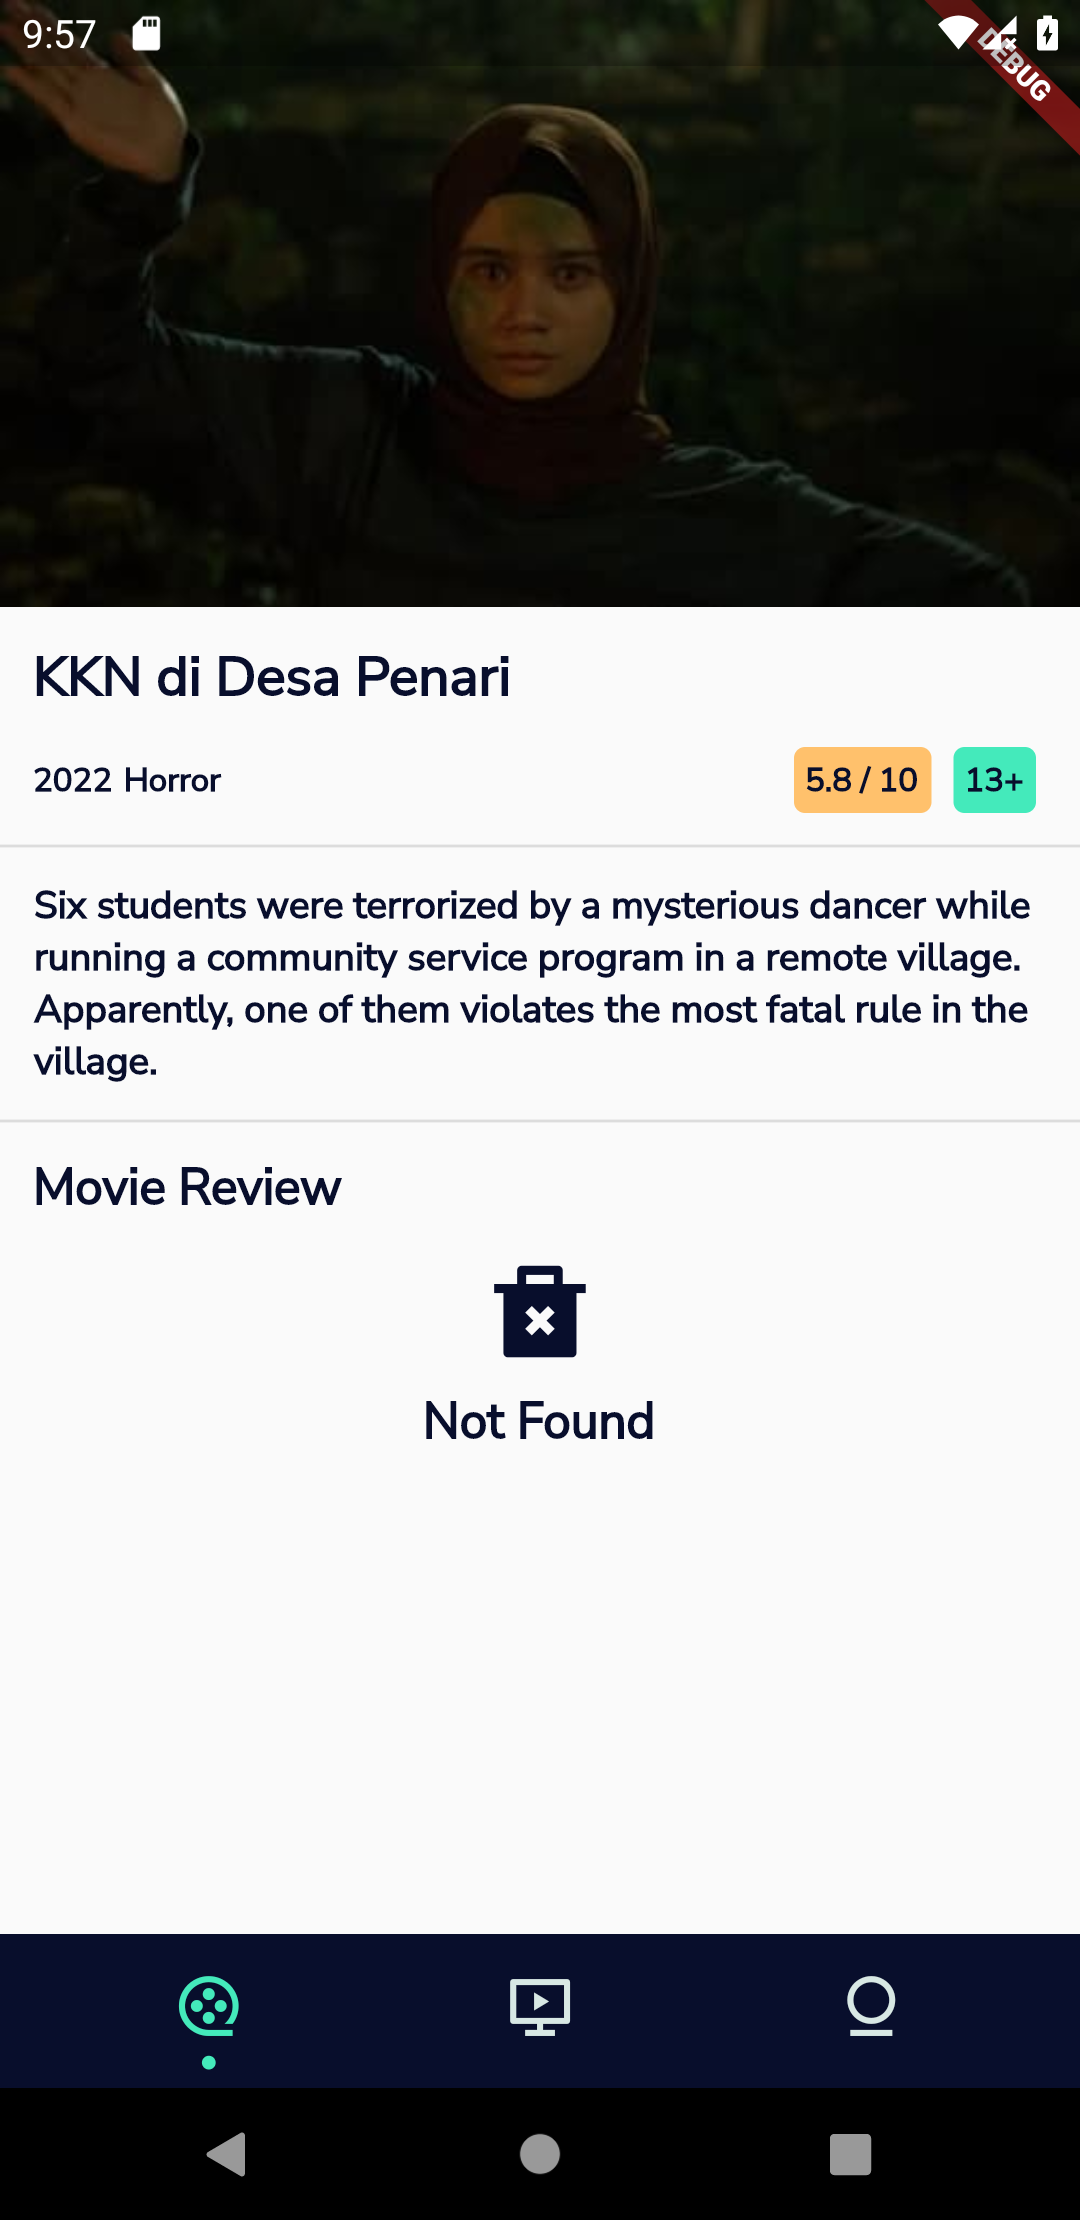 9:57
DEBUG
KKN di Desa Penari
2022 Horror
5.8 / 10
13+
Six students were terrorized by a mysterious dancer while
running a community service program in a remote village.
Apparently, one of them violates the most fatal rule in the
village.
Movie Review
Not Found